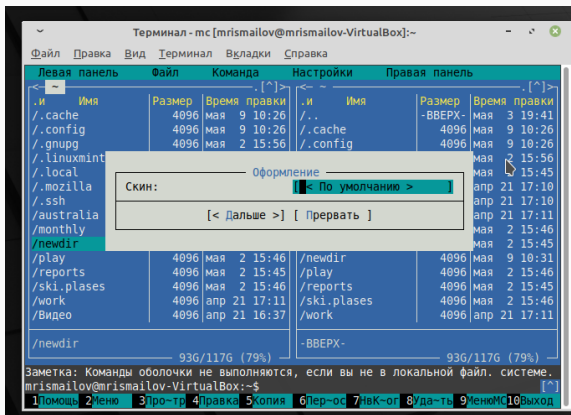 Терминал - mc [mrismailov@mrismailov-VirtualBox]:~
Файл Правка Вид Терминал Вкладки Справка
Левая панель Файл Команда Настройки Правая панель
<- ~ .[^]> <- ~ .[^]>
.и Имя Размер Время правки .и Имя Размер Время правки
/.cache 4096 мая 9 10:26 /.. -ВВЕРХ- мая 3 19:41
/.config 4096 мая 9 10:26 /.cache 4096 мая 9 10:26
/.gnupg 4096 мая 2 15:56 /.config 4096 мая 9 10:26
/.linuxmint 2 15:56
/.local Оформление мая 15:45
/.mozilla Скин: [ < По умолчанию > ] апр 21 17:10
/.ssh апр 21 17:10
/australia [< Дальше >] [ Прервать ] апр 21 17:11
/monthly мая 2 15:46
/newdir мая 2 15:45
/play 4096 мая 2 15:46 /newdir 4096 мая 9 10:31
/reports 4096 мая 2 15:45 /play 4096 мая 2 15:46
/ski.plases 4096 мая 2 15:46 /reports 4096 мая 2 15:45
/work 4096 апр 21 17:11 /ski.plases 4096 мая 2 15:46
/Видео 4096 апр 21 16:37 /work 4096 апр 21 17:11
/newdir -ВВЕРХ-
93G/117G (79%) 93G/117G (79%)
Заметка: Команды оболочки не выполняются, если вы не в локальной файл. системе.
mrismailov@mrismailov-VirtualBox:~$ [^]
1Помощь 2Меню 3Про~тр 4Правка 5Копия 6Пер~ос 7НвК~ог 8Уда~ть 9МенюMC 10Выход